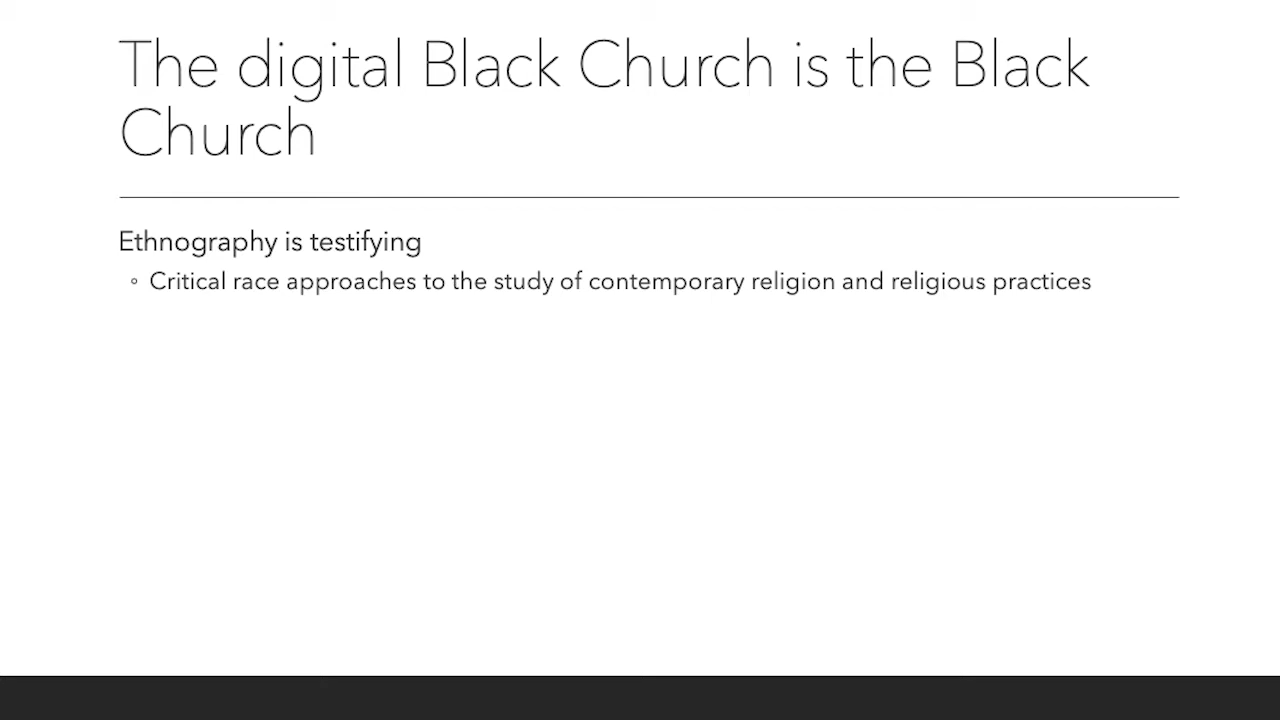 The digital Black Church is the Black
Church
Ethnography is testifying
◦ Critical race approaches to the study of contemporary religion and religious practices